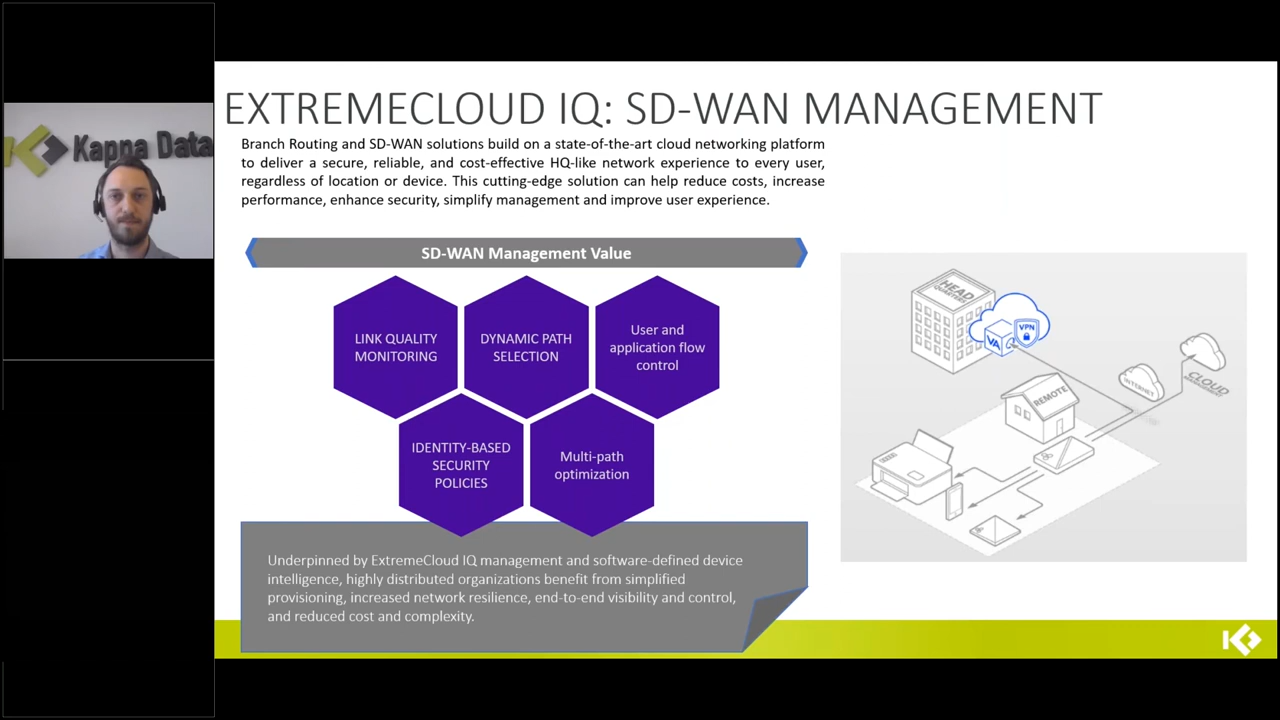 Kappa Data
EXTREMECLOUD IQ: SD-WAN MANAGEMENT
Branch Routing and SD-WAN solutions build on a state-of-the-art cloud networking platform
to deliver a secure, reliable, and cost-effective HQ-like network experience to every user,
regardless of location or device. This cutting-edge solution can help reduce costs, increase
performance, enhance security, simplify management and improve user experience.
SD-WAN Management Value
LINK QUALITY
MONITORING
DYNAMIC PATH
SELECTION
User and
application flow
control
IDENTITY-BASED
SECURITY
POLICIES
Multi-path
optimization
Underpinned by ExtremeCloud IQ management and software-defined device
intelligence, highly distributed organizations benefit from simplified
provisioning, increased network resilience, end-to-end visibility and control,
and reduced cost and complexity.
HEAD
QUARTERS
VA
VPN
REMOTE
INTERNET
CLOUD